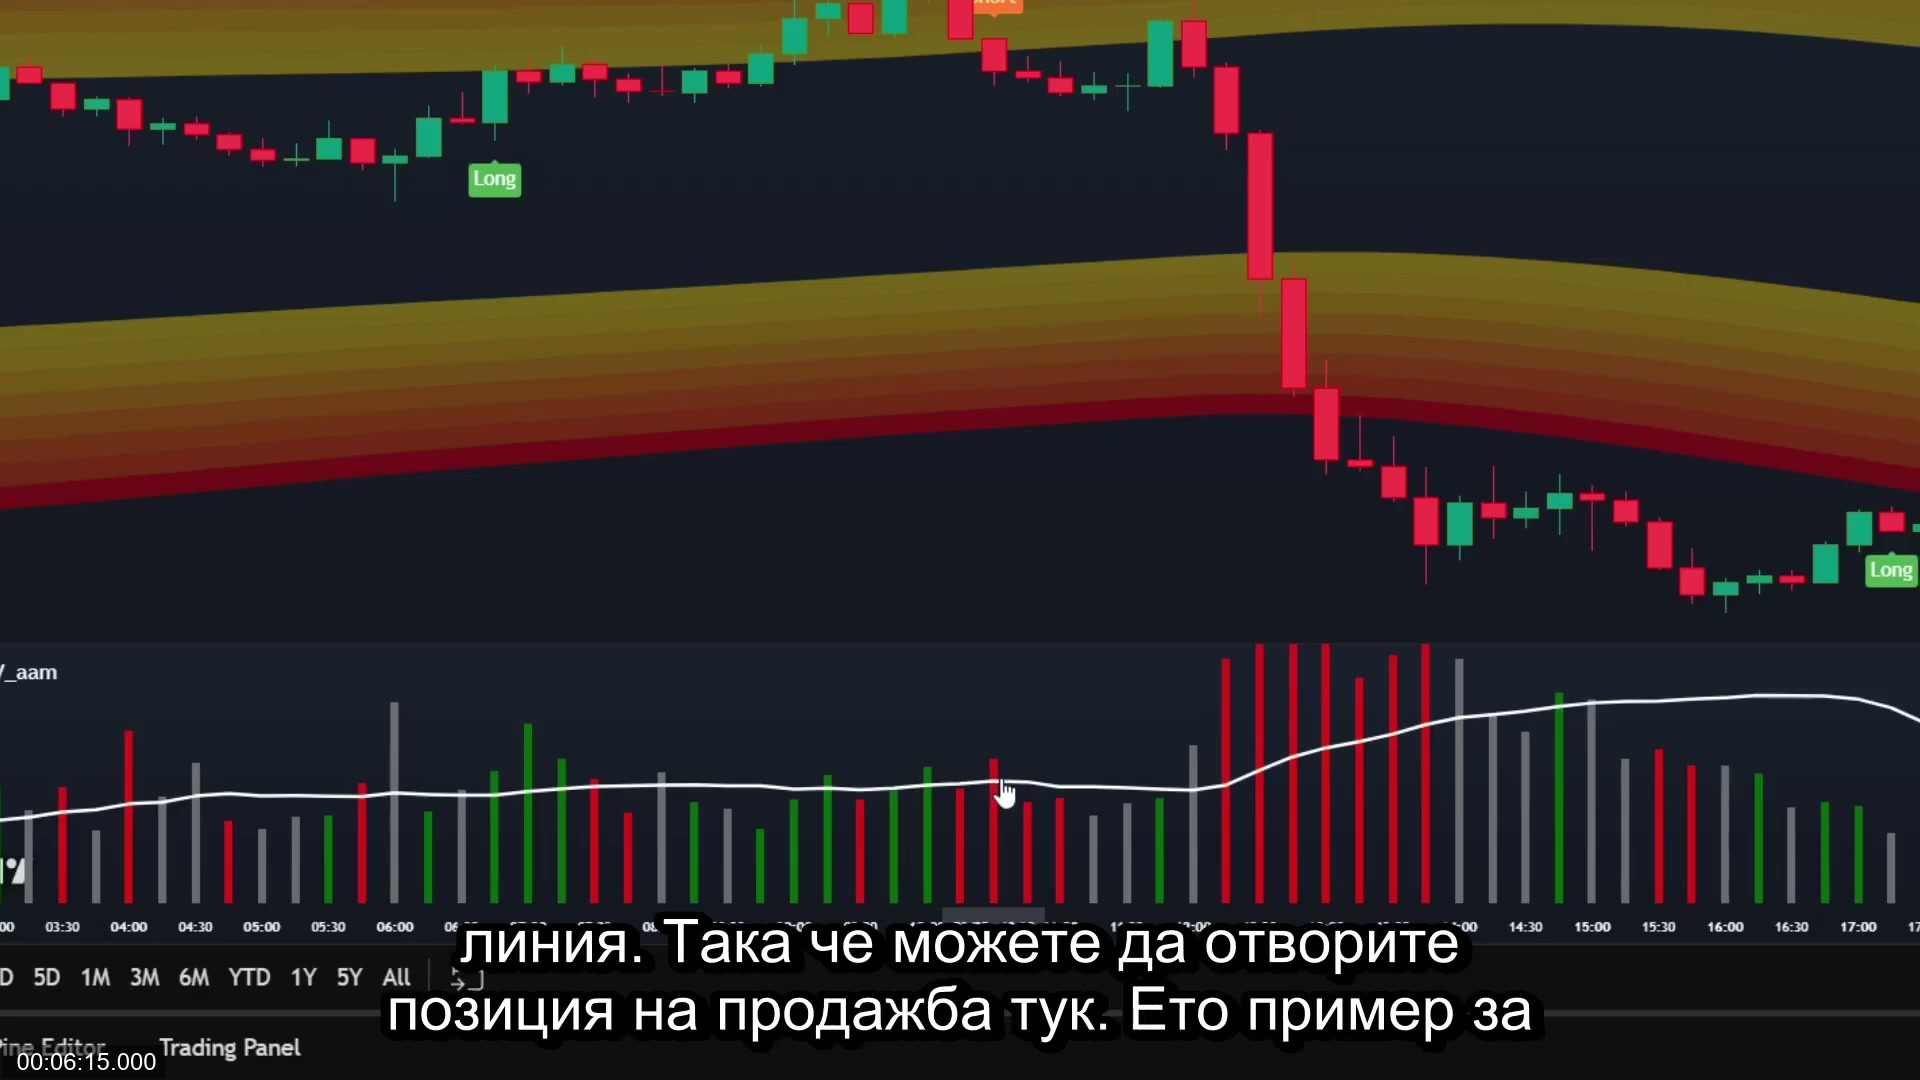 Long
Long
_aam
03:30 04:00 04:30 05:00 05:30 06:00 14:30 15:00 15:30 16:00 16:30 17:00
линия. Така че можете да отворите
5D 1M 3M 6M YTD 1Y 5Y All
позиция на продажба тук. Ето пример за
Editor Trading Panel
00:06:15.000